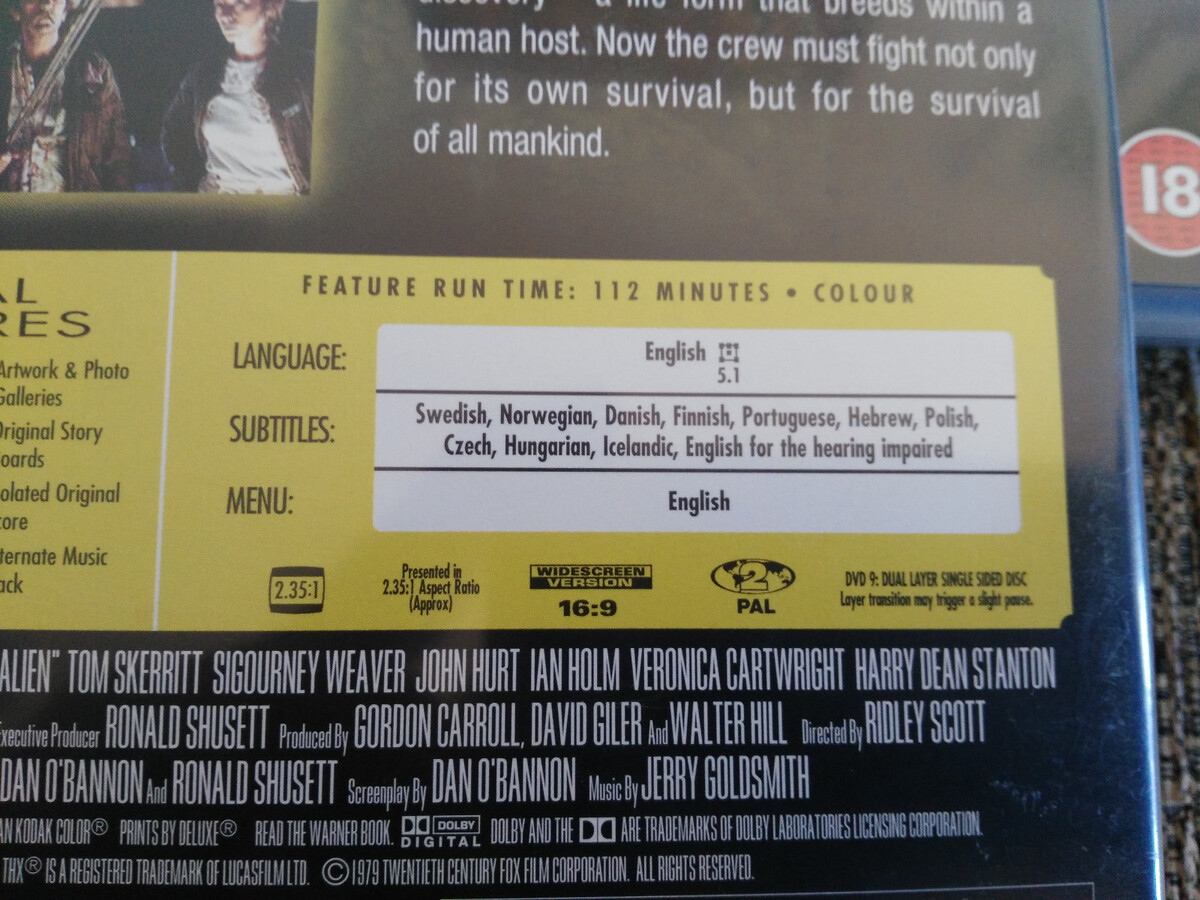 discovery – a life form that breeds within a
human host. Now the crew must fight not only
for its own survival, but for the survival
of all mankind.
18
FEATURE RUN TIME: 112 MINUTES • COLOUR
AL
RES
Artwork & Photo
Galleries
Original Story
oards
olated Original
core
ternate Music
ack
LANGUAGE:
English
5.1
SUBTITLES:
Swedish, Norwegian, Danish, Finnish, Portuguese, Hebrew, Polish,
Czech, Hungarian, Icelandic, English for the hearing impaired
MENU:
English
2.35:1
Presented in
2.35:1 Aspect Ratio
(Approx)
WIDESCREEN
VERSION
16:9
2
PAL
DVD 9: DUAL LAYER SINGLE SIDED DISC
Layer transition may trigger a slight pause.
ALIEN" TOM SKERRITT SIGOURNEY WEAVER JOHN HURT IAN HOLM VERONICA CARTWRIGHT HARRY DEAN STANTON
Executive Producer RONALD SHUSETT Produced By GORDON CARROLL, DAVID GILER And WALTER HILL Directed By RIDLEY SCOTT
DAN O'BANNON And RONALD SHUSETT Screenplay By DAN O'BANNON Music By JERRY GOLDSMITH
AN KODAK COLOR® PRINTS BY DELUXE® READ THE WARNER BOOK. DOLBY DIGITAL DOLBY AND THE ARE TRADEMARKS OF DOLBY LABORATORIES LICENSING CORPORATION.
THX® IS A REGISTERED TRADEMARK OF LUCASFILM LTD. © 1979 TWENTIETH CENTURY FOX FILM CORPORATION. ALL RIGHTS RESERVED.